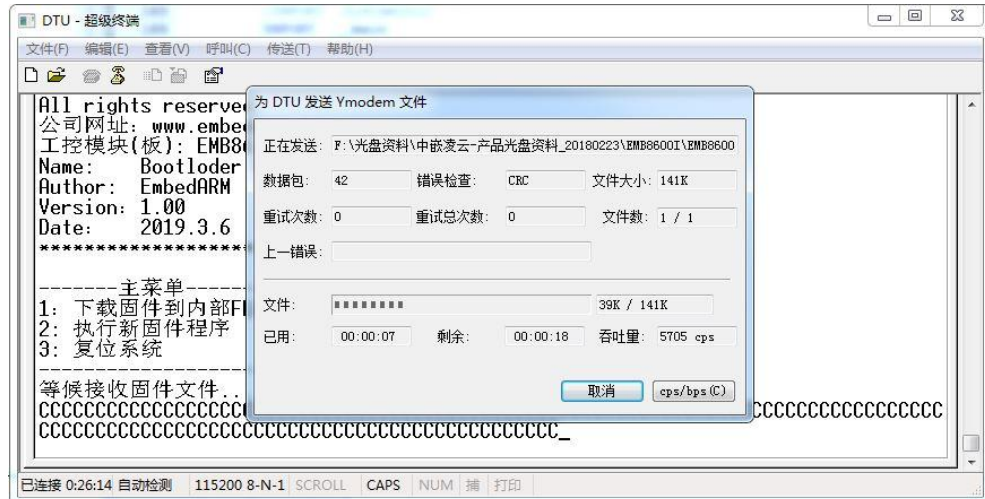 DTU - 超级终端
文件(F) 编辑(E) 查看(V) 呼叫(C) 传送(T) 帮助(H)
All rights reserve
公司网址: www.embe
工控模块(板): EMB8
Name: Bootloder
Author: EmbedARM
Version: 1.00
Date: 2019.3.6
*******************
-------主菜单------
1: 下载固件到内部F
2: 执行新固件程序
3: 复位系统
等候接收固件文件..
为 DTU 发送 Ymodem 文件
正在发送: F:\光盘资料\中嵌凌云-产品光盘资料_20180223\EMB8600I\EMB8600
数据包: 42 错误检查: CRC 文件大小: 141K
重试次数: 0 重试总次数: 0 文件数: 1 / 1
上一错误:
文件: 39K / 141K
已用: 00:00:07 剩余: 00:00:18 吞吐量: 5705 cps
取消 cps/bps(C)
已连接 0:26:14 自动检测 115200 8-N-1 SCROLL CAPS NUM 捕 打印